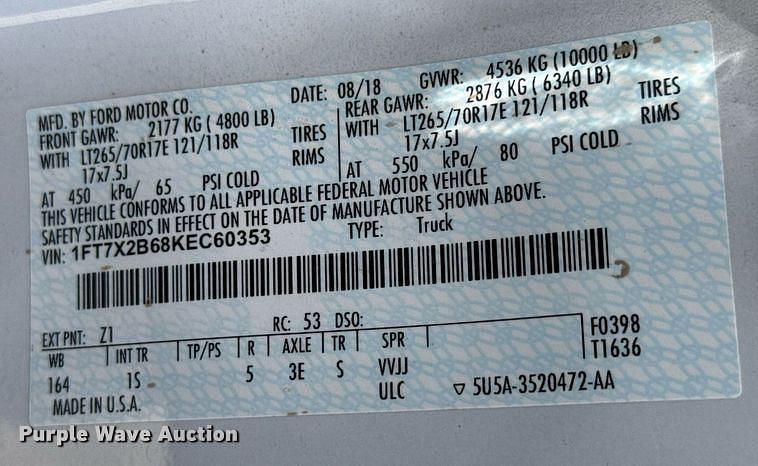 MFD. BY FORD MOTOR CO. DATE: 08/18 GVWR: 4536 KG (10000 LB)
FRONT GAWR: 2177 KG ( 4800 LB) REAR GAWR: 2876 KG ( 6340 LB)
WITH LT265/70R17E 121/118R TIRES WITH LT265/70R17E 121/118R TIRES
17x7.5J RIMS 17x7.5J RIMS
AT 450 kPa/ 65 PSI COLD AT 550 kPa/ 80 PSI COLD
THIS VEHICLE CONFORMS TO ALL APPLICABLE FEDERAL MOTOR VEHICLE
SAFETY STANDARDS IN EFFECT ON THE DATE OF MANUFACTURE SHOWN ABOVE.
VIN: 1FT7X2B68KEC60353 TYPE: Truck
EXT PNT: Z1 RC: 53 DSO: F0398
WB INT TR TP/PS R AXLE TR SPR T1636
164 1S 5 3E S VVJJ
MADE IN U.S.A. ULC ▽ 5U5A-3520472-AA
Purple Wave Auction